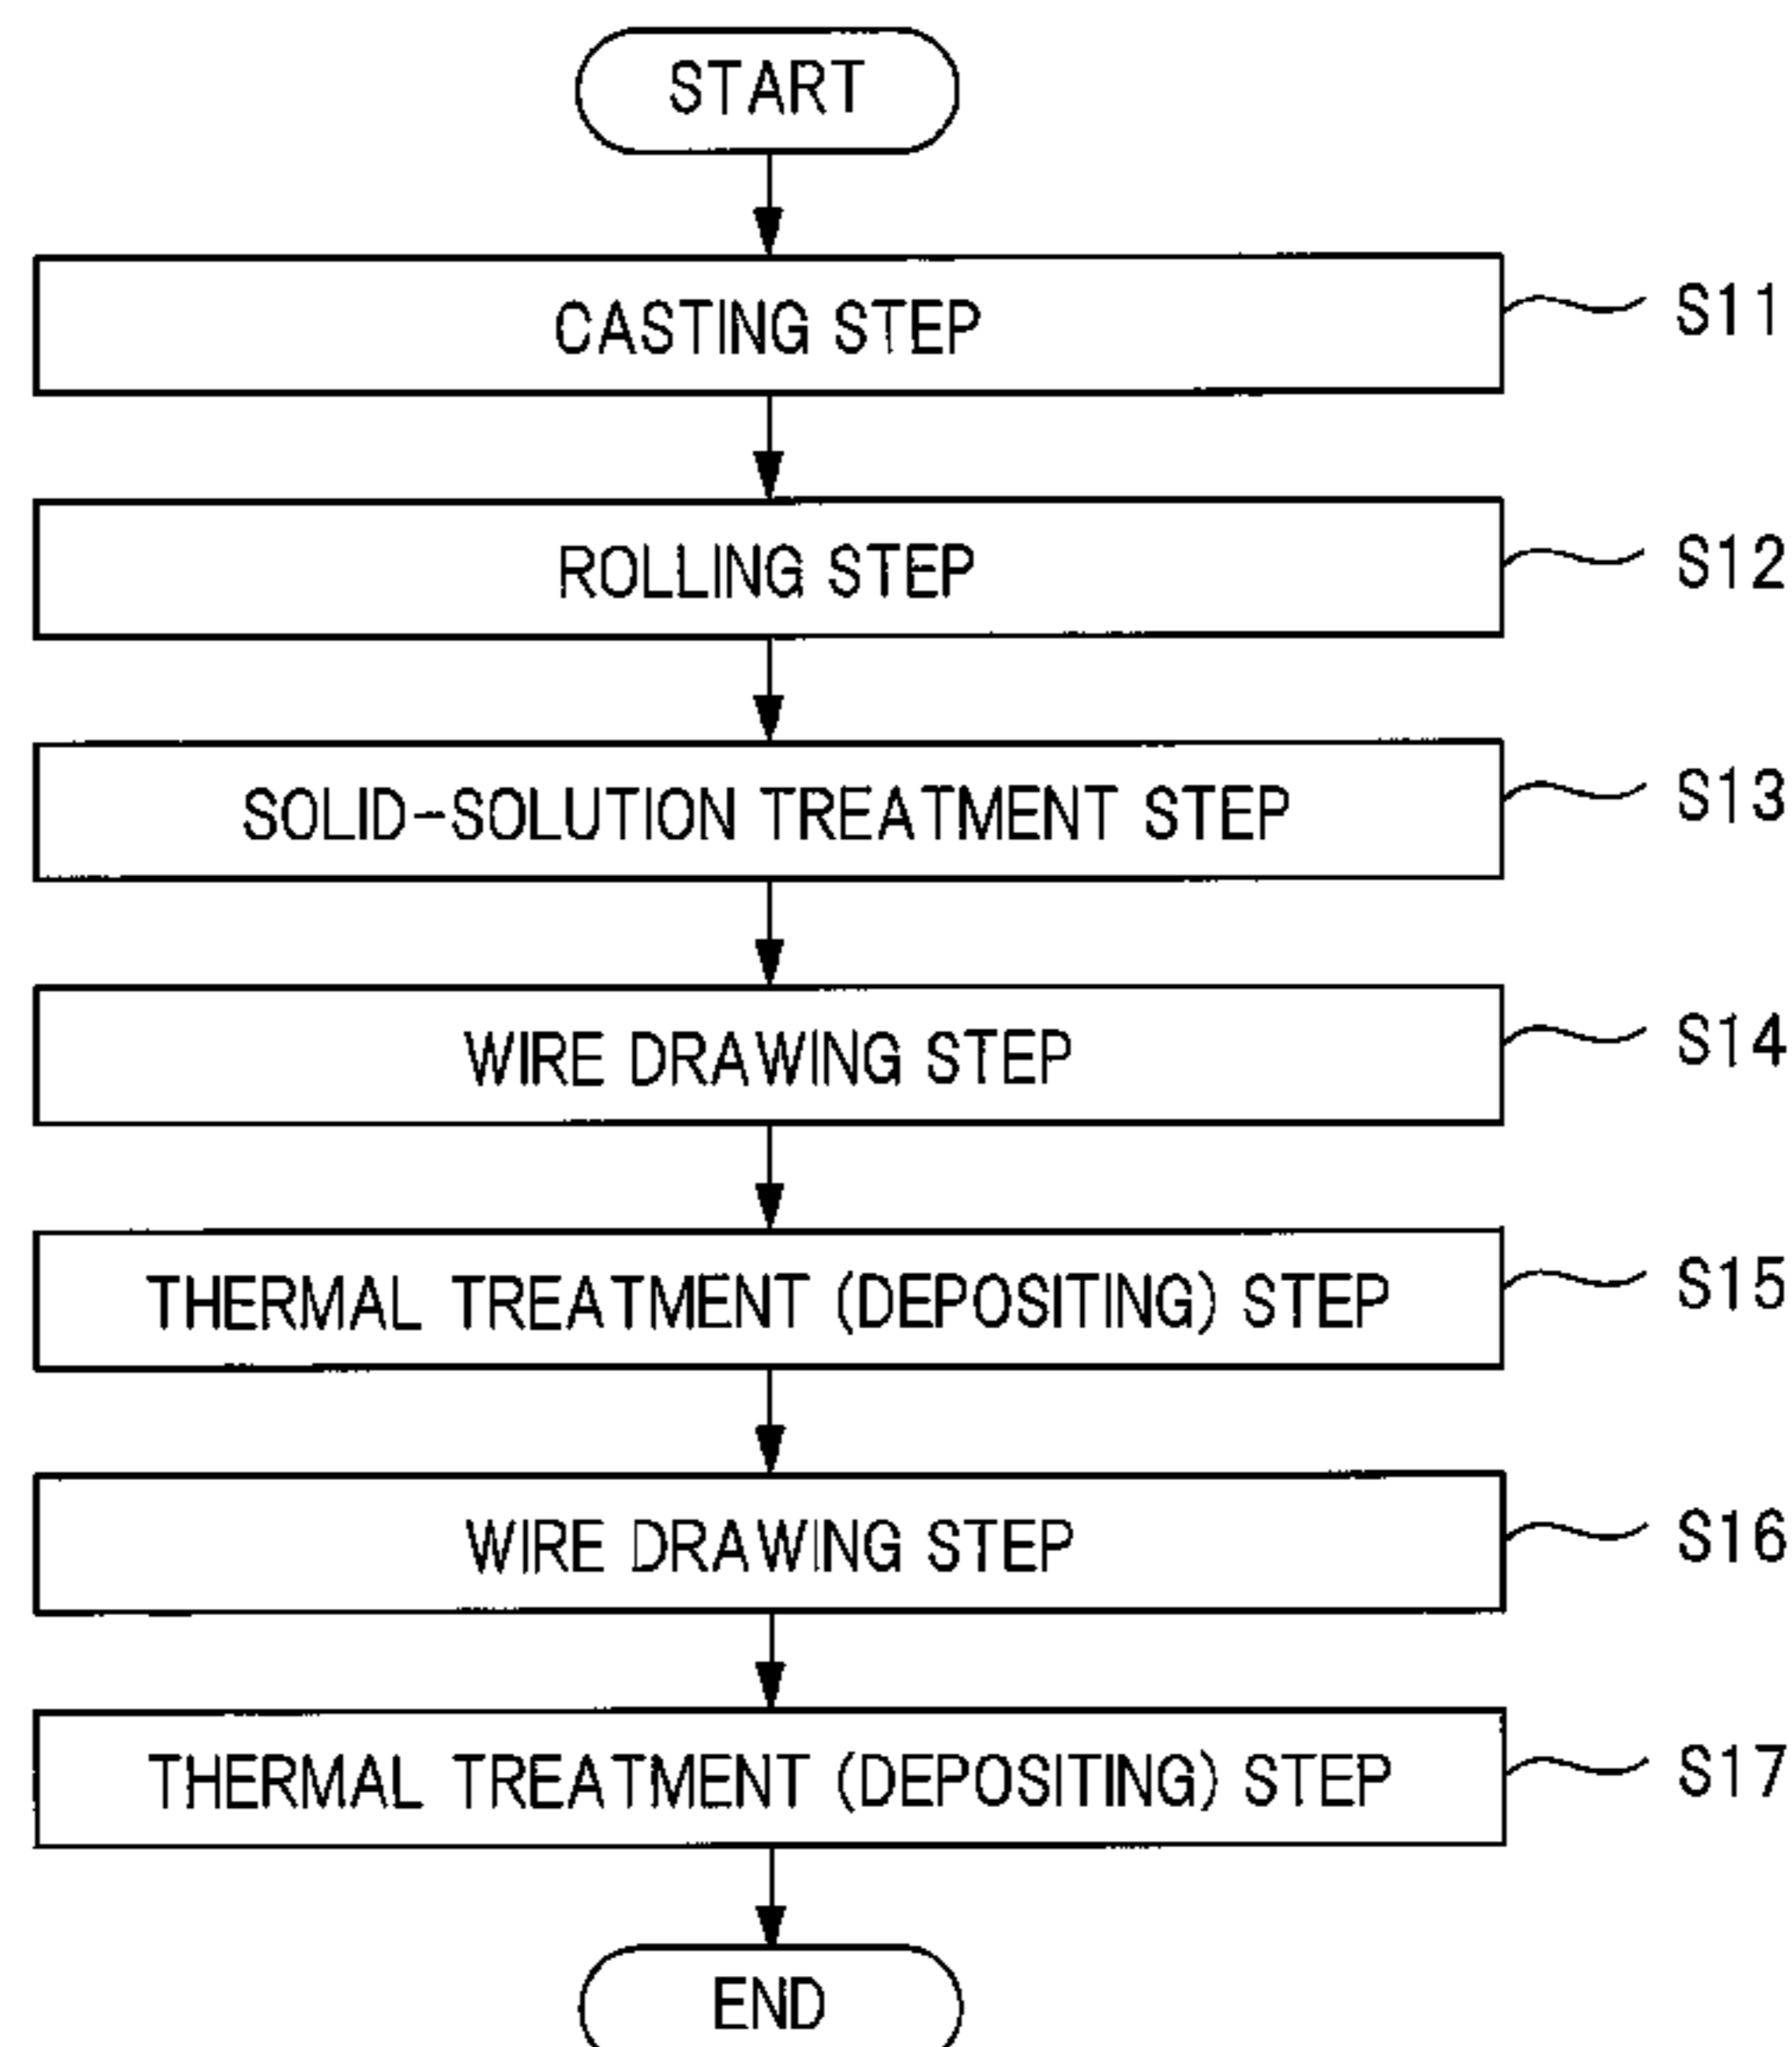 START
CASTING STEP
S11
ROLLING STEP
S12
SOLID-SOLUTION TREATMENT STEP
S13
WIRE DRAWING STEP
S14
THERMAL TREATMENT (DEPOSITING) STEP
S15
WIRE DRAWING STEP
S16
THERMAL TREATMENT (DEPOSITING) STEP
S17
END